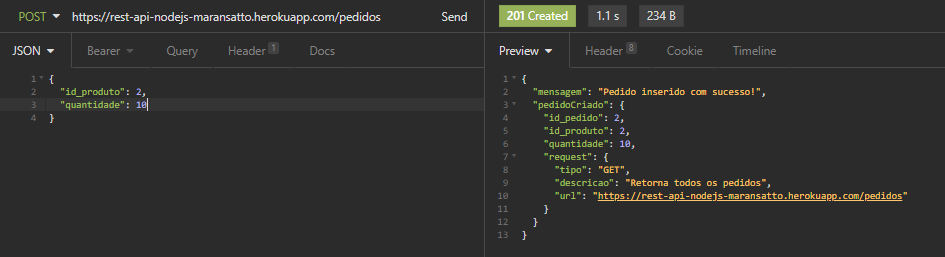 POST https://rest-api-nodejs-maransatto.herokuapp.com/pedidos Send
JSON Bearer Query Header 1 Docs
1 {
2 "id_produto": 2,
3 "quantidade": 10
4 }
201 Created 1.1 s 234 B
Preview Header 8 Cookie Timeline
1 {
2 "mensagem": "Pedido inserido com sucesso!",
3 "pedidoCriado": {
4 "id_pedido": 2,
5 "id_produto": 2,
6 "quantidade": 10,
7 "request": {
8 "tipo": "GET",
9 "descricao": "Retorna todos os pedidos",
10 "url": "https://rest-api-nodejs-maransatto.herokuapp.com/pedidos"
11 }
12 }
13 }